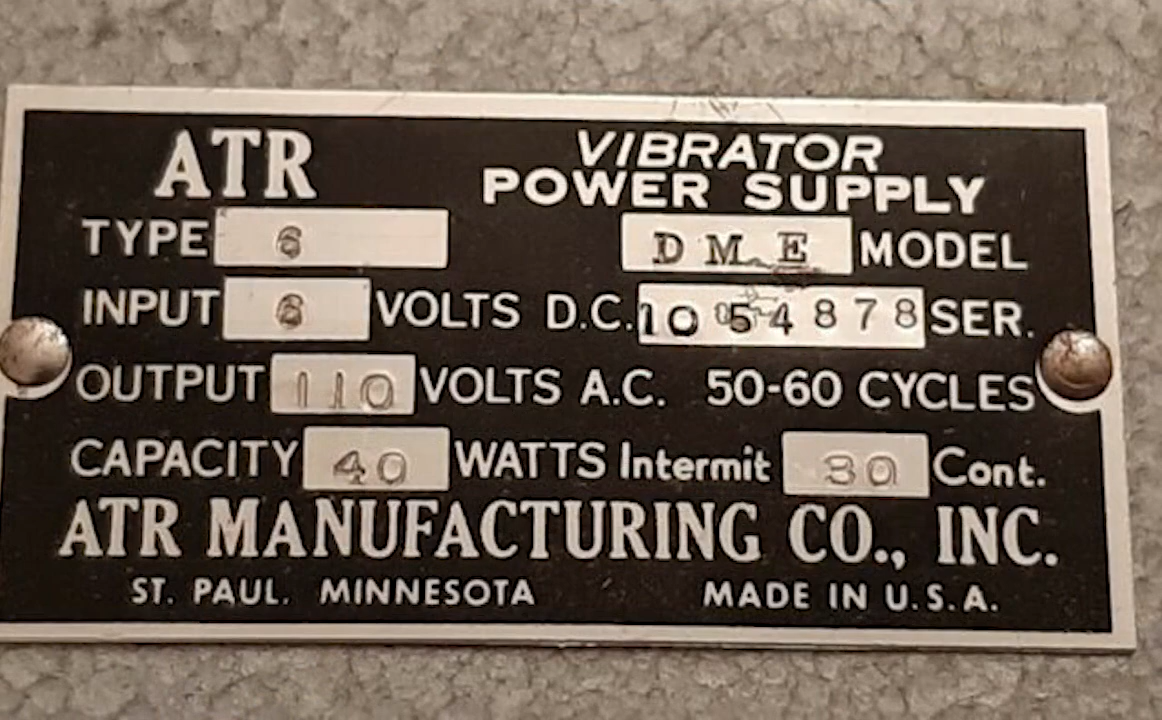 ATR VIBRATOR
POWER SUPPLY
TYPE 6 DME MODEL
INPUT 6 VOLTS D.C. 1054878 SER.
OUTPUT 110 VOLTS A.C. 50-60 CYCLES
CAPACITY 40 WATTS Intermit 30 Cont.
ATR MANUFACTURING CO., INC.
ST. PAUL. MINNESOTA MADE IN U.S.A.